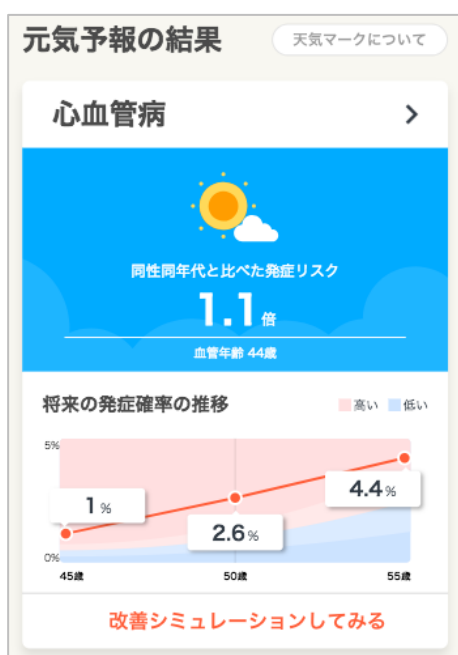 元気予報の結果
天気マークについて
心血管病
同性同年代と比べた発症リスク
1.1倍
血管年齢 44歳
将来の発症確率の推移
高い 低い
5%
4.4%
1%
2.6%
0%
45歳 50歳 55歳
改善シミュレーションしてみる